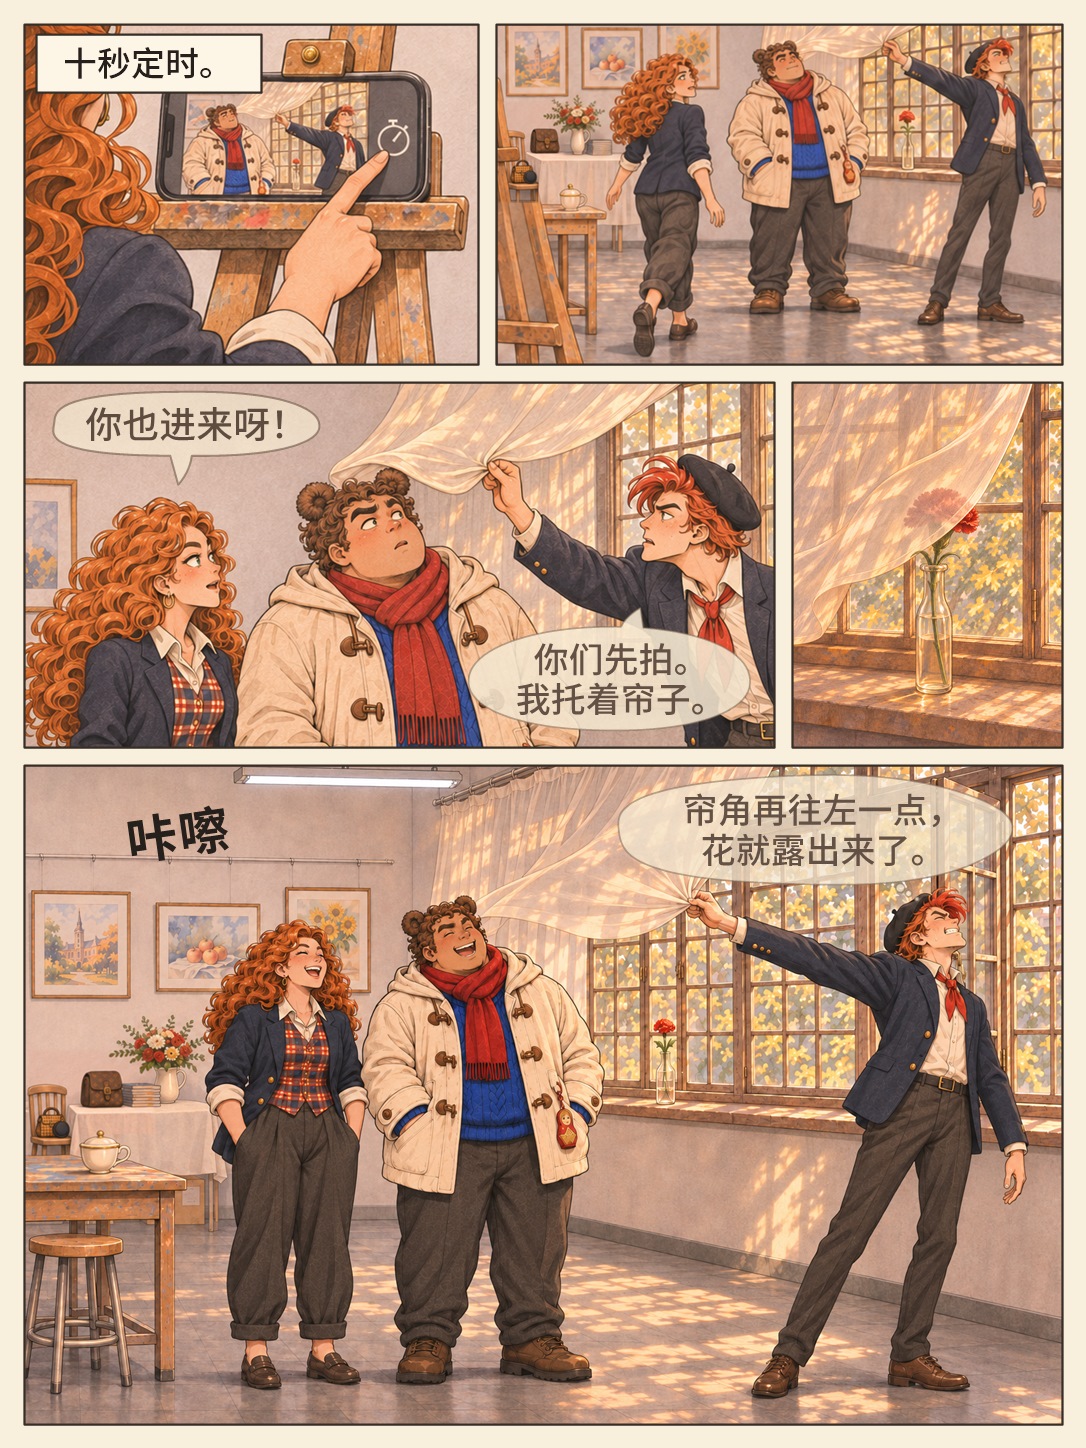 十秒定时。
你也进来呀！
你们先拍。
我托着帘子。
咔嚓
帘角再往左一点，
花就露出来了。